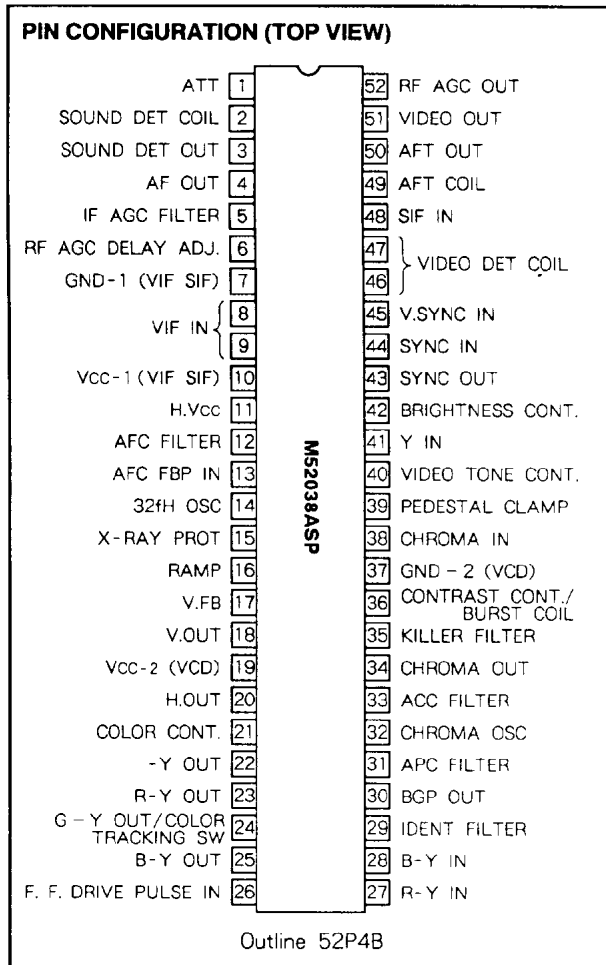 PIN CONFIGURATION (TOP VIEW)
ATT 1 52 RF AGC OUT
SOUND DET COIL 2 51 VIDEO OUT
SOUND DET OUT 3 50 AFT OUT
AF OUT 4 49 AFT COIL
IF AGC FILTER 5 48 SIF IN
RF AGC DELAY ADJ. 6 47
GND-1 (VIF SIF) 7 46
VIDEO DET COIL
VIF IN
8 45 V.SYNC IN
9 44 SYNC IN
Vcc-1 (VIF SIF) 10 43 SYNC OUT
H.Vcc 11 42 BRIGHTNESS CONT.
AFC FILTER 12 41 Y IN
AFC FBP IN 13 40 VIDEO TONE CONT.
32fH OSC 14 39 PEDESTAL CLAMP
X-RAY PROT 15 38 CHROMA IN
RAMP 16 37 GND-2 (VCD)
V.FB 17 36 CONTRAST CONT./
BURST COIL
V.OUT 18 35 KILLER FILTER
Vcc-2 (VCD) 19 34 CHROMA OUT
H.OUT 20 33 ACC FILTER
COLOR CONT. 21 32 CHROMA OSC
-Y OUT 22 31 APC FILTER
R-Y OUT 23 30 BGP OUT
G-Y OUT/COLOR
TRACKING SW 24 29 IDENT FILTER
B-Y OUT 25 28 B-Y IN
F. F. DRIVE PULSE IN 26 27 R-Y IN
M52038ASP
Outline 52P4B